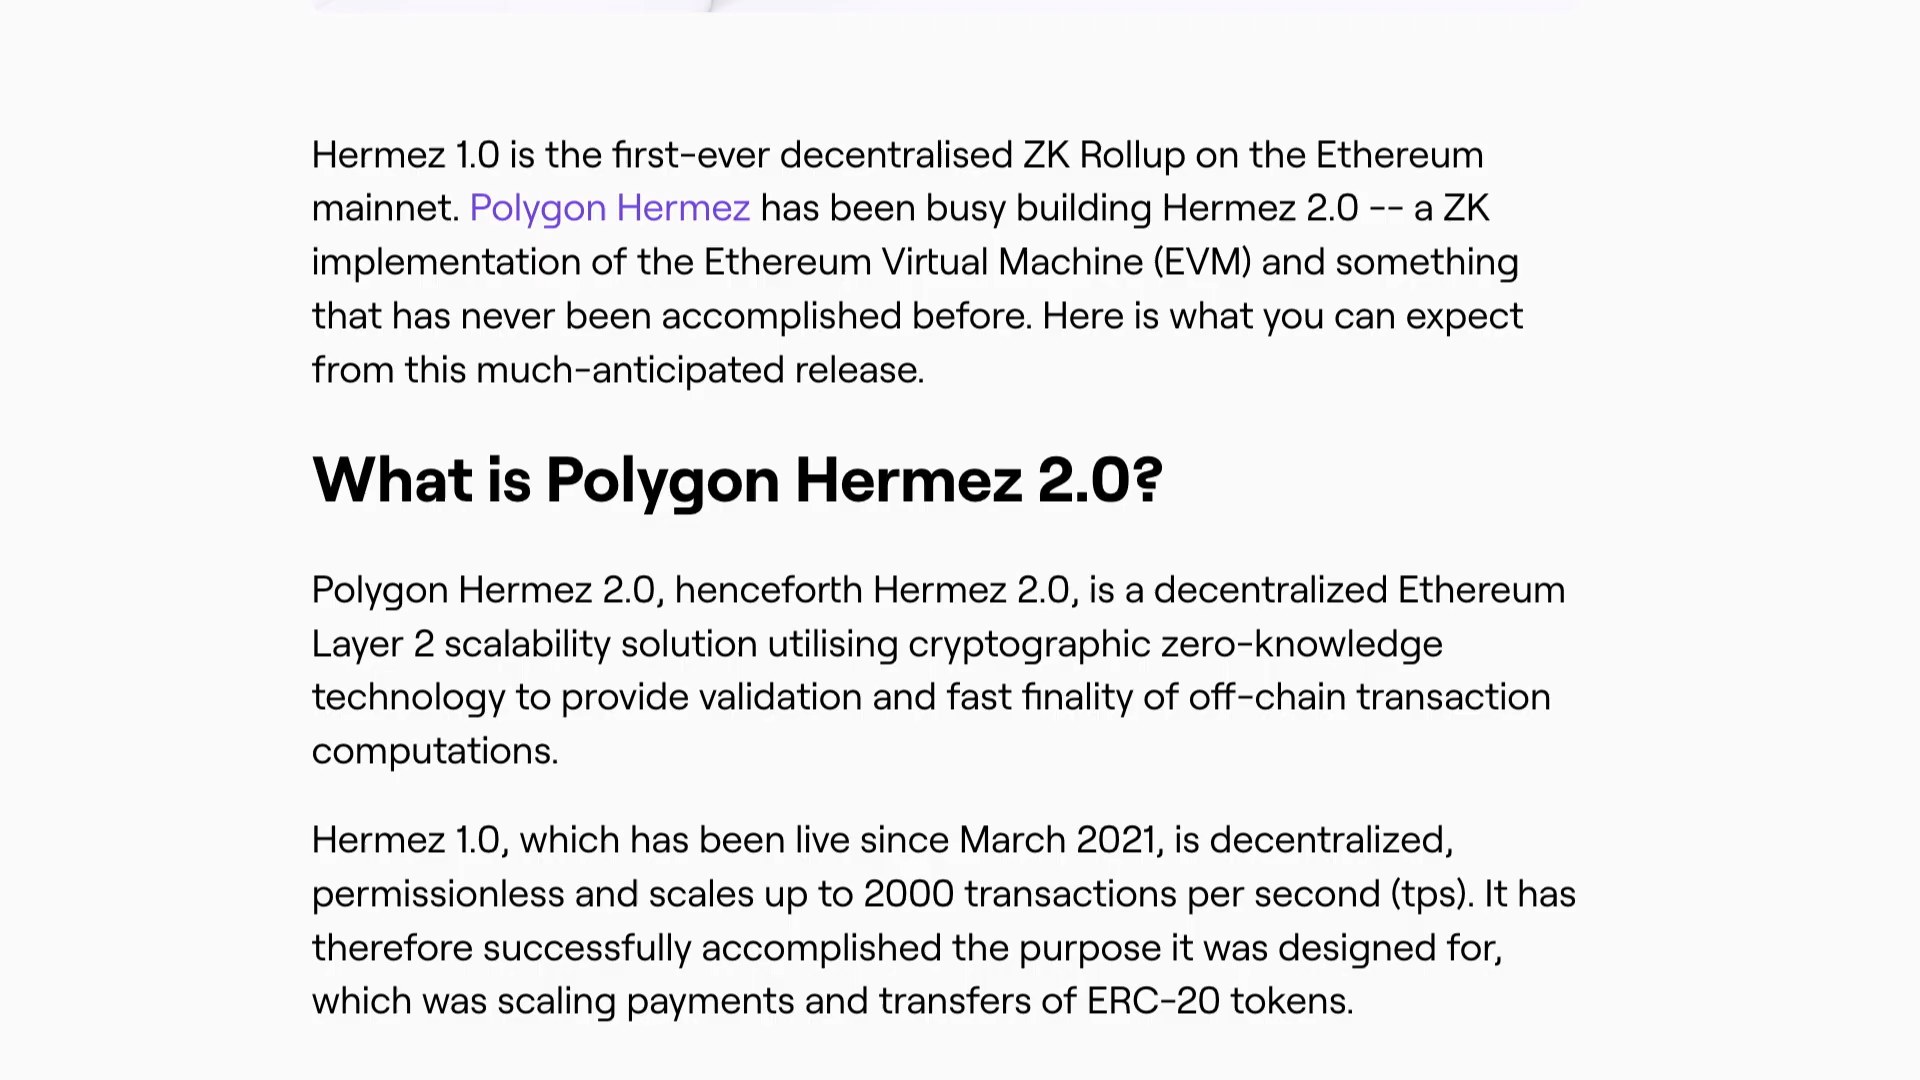 Hermez 1.0 is the first-ever decentralised ZK Rollup on the Ethereum
mainnet. Polygon Hermez has been busy building Hermez 2.0 -- a ZK
implementation of the Ethereum Virtual Machine (EVM) and something
that has never been accomplished before. Here is what you can expect
from this much-anticipated release.
What is Polygon Hermez 2.0?
Polygon Hermez 2.0, henceforth Hermez 2.0, is a decentralized Ethereum
Layer 2 scalability solution utilising cryptographic zero-knowledge
technology to provide validation and fast finality of off-chain transaction
computations.
Hermez 1.0, which has been live since March 2021, is decentralized,
permissionless and scales up to 2000 transactions per second (tps). It has
therefore successfully accomplished the purpose it was designed for,
which was scaling payments and transfers of ERC-20 tokens.